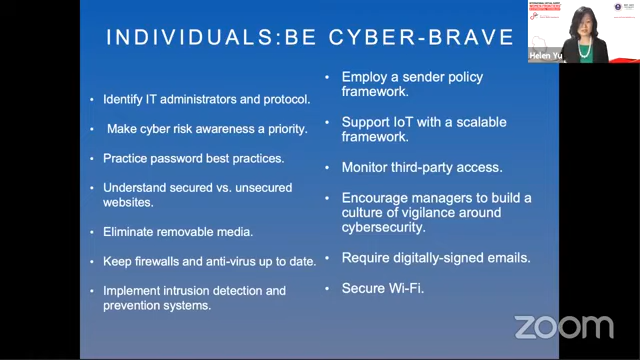 INDIVIDUALS:BE CYBER-BRAVE
• Identify IT administrators and protocol.
• Make cyber risk awareness a priority.
• Practice password best practices.
• Understand secured vs. unsecured
websites.
• Eliminate removable media.
• Keep firewalls and anti-virus up to date.
• Implement intrusion detection and
prevention systems.
• Employ a sender policy
framework.
• Support IoT with a scalable
framework.
• Monitor third-party access.
• Encourage managers to build a
culture of vigilance around
cybersecurity.
• Require digitally-signed emails.
• Secure Wi-Fi.
Helen Yu
zoom